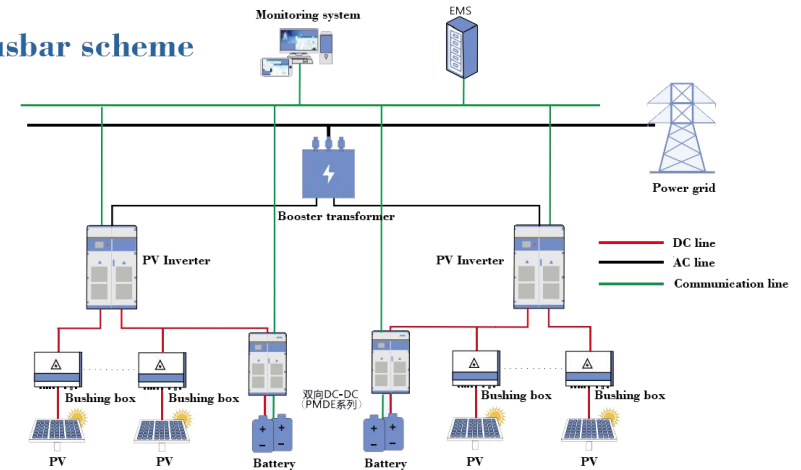 Monitoring system
EMS
usbar scheme
Power grid
Booster transformer
PV Inverter
PV Inverter
DC line
AC line
Communication line
双向DC-DC
(PMDE系列)
Bushing box
Bushing box
Bushing box
Bushing box
PV
PV
Battery
Battery
PV
PV